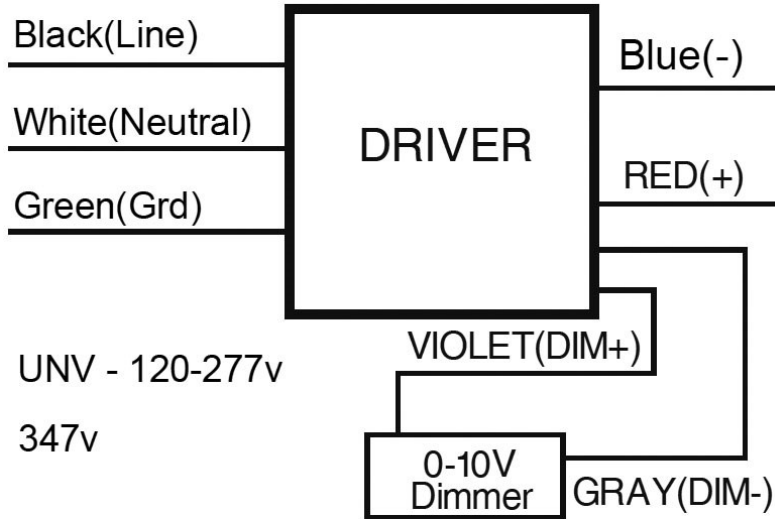 Black(Line)
Blue(-)
White(Neutral)
DRIVER
RED(+)
Green(Grd)
VIOLET(DIM+)
UNV - 120-277v
347v
0-10V
Dimmer
GRAY(DIM-)